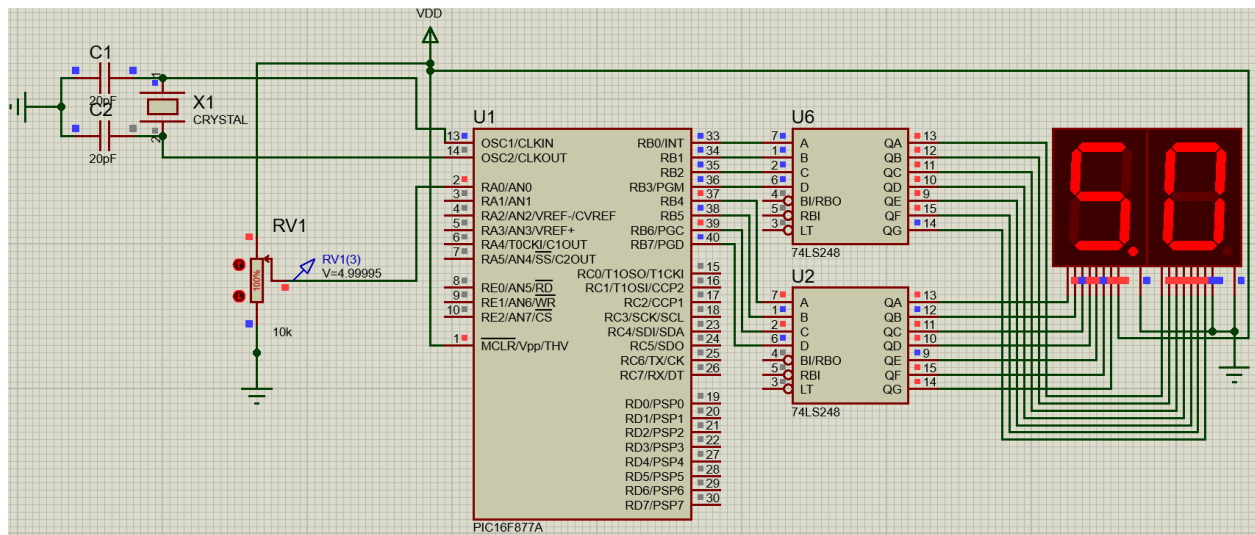 VDD
C1
20pF
C2
20pF
X1
CRYSTAL
1
2
RV1
100%
10k
RV1(3)
V=4.99995
U1
13 OSC1/CLKIN
14 OSC2/CLKOUT
2 RA0/AN0
3 RA1/AN1
4 RA2/AN2/VREF-/CVREF
5 RA3/AN3/VREF+
6 RA4/T0CKI/C1OUT
7 RA5/AN4/SS/C2OUT
8 RE0/AN5/RD
9 RE1/AN6/WR
10 RE2/AN7/CS
1 MCLR/Vpp/THV
RB0/INT 33
RB1 34
RB2 35
RB3/PGM 36
RB4 37
RB5 38
RB6/PGC 39
RB7/PGD 40
RC0/T1OSO/T1CKI 15
RC1/T1OSI/CCP2 16
RC2/CCP1 17
RC3/SCK/SCL 18
RC4/SDI/SDA 23
RC5/SDO 24
RC6/TX/CK 25
RC7/RX/DT 26
RD0/PSP0 19
RD1/PSP1 20
RD2/PSP2 21
RD3/PSP3 22
RD4/PSP4 27
RD5/PSP5 28
RD6/PSP6 29
RD7/PSP7 30
PIC16F877A
U6
7 A QA 13
1 B QB 12
2 C QC 11
6 D QD 10
4 BI/RBO QE 9
5 RBI QF 15
3 LT QG 14
74LS248
U2
7 A QA 13
1 B QB 12
2 C QC 11
6 D QD 10
4 BI/RBO QE 9
5 RBI QF 15
3 LT QG 14
74LS248
5.0